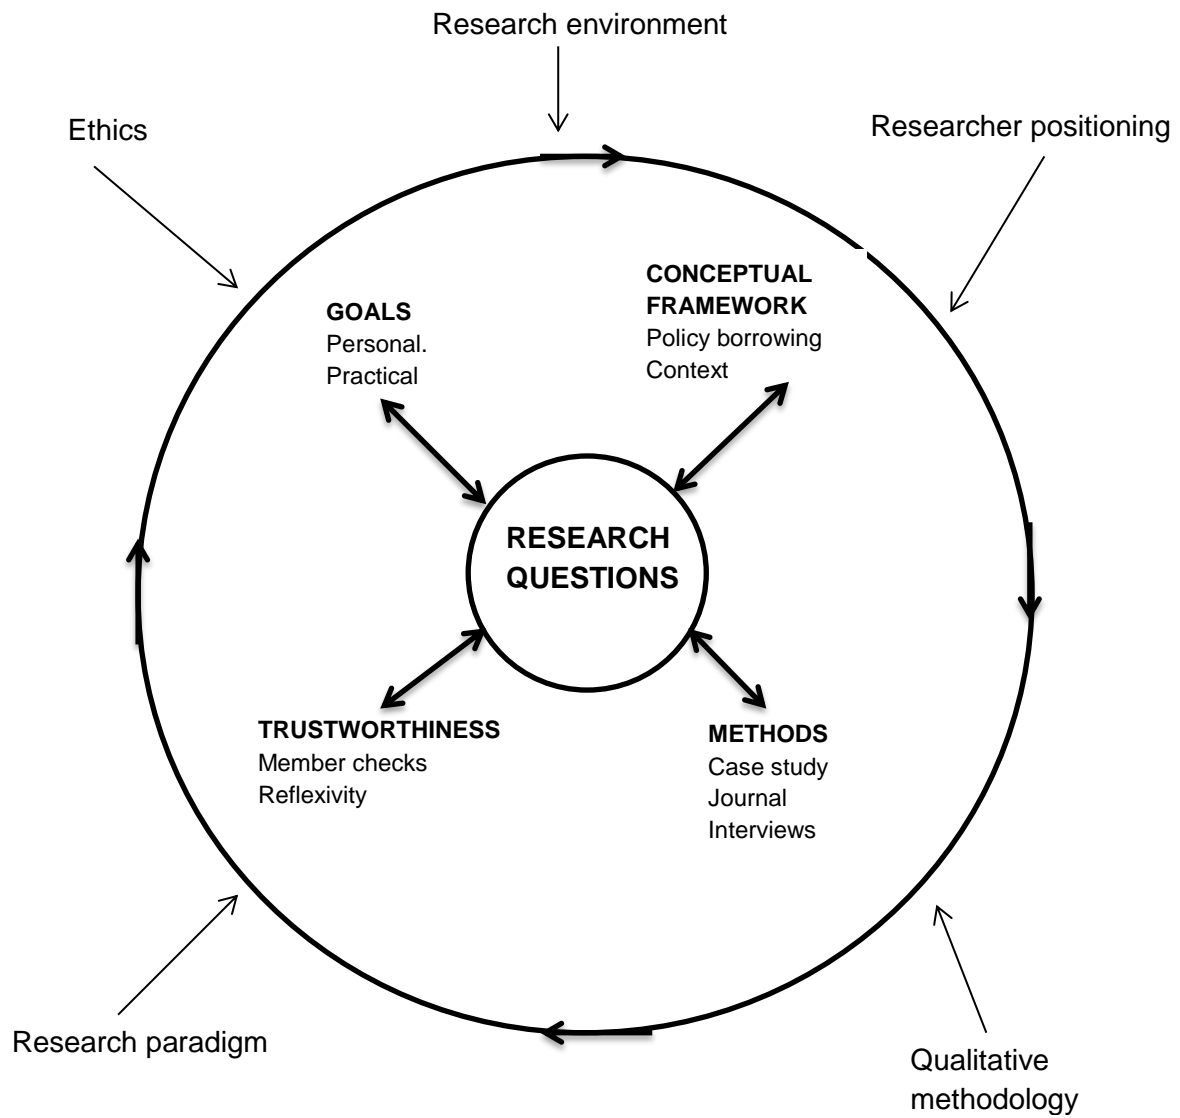 Research environment
Ethics
Researcher positioning
GOALS
Personal.
Practical
CONCEPTUAL
FRAMEWORK
Policy borrowing
Context
RESEARCH
QUESTIONS
TRUSTWORTHINESS
Member checks
Reflexivity
METHODS
Case study
Journal
Interviews
Research paradigm
Qualitative
methodology